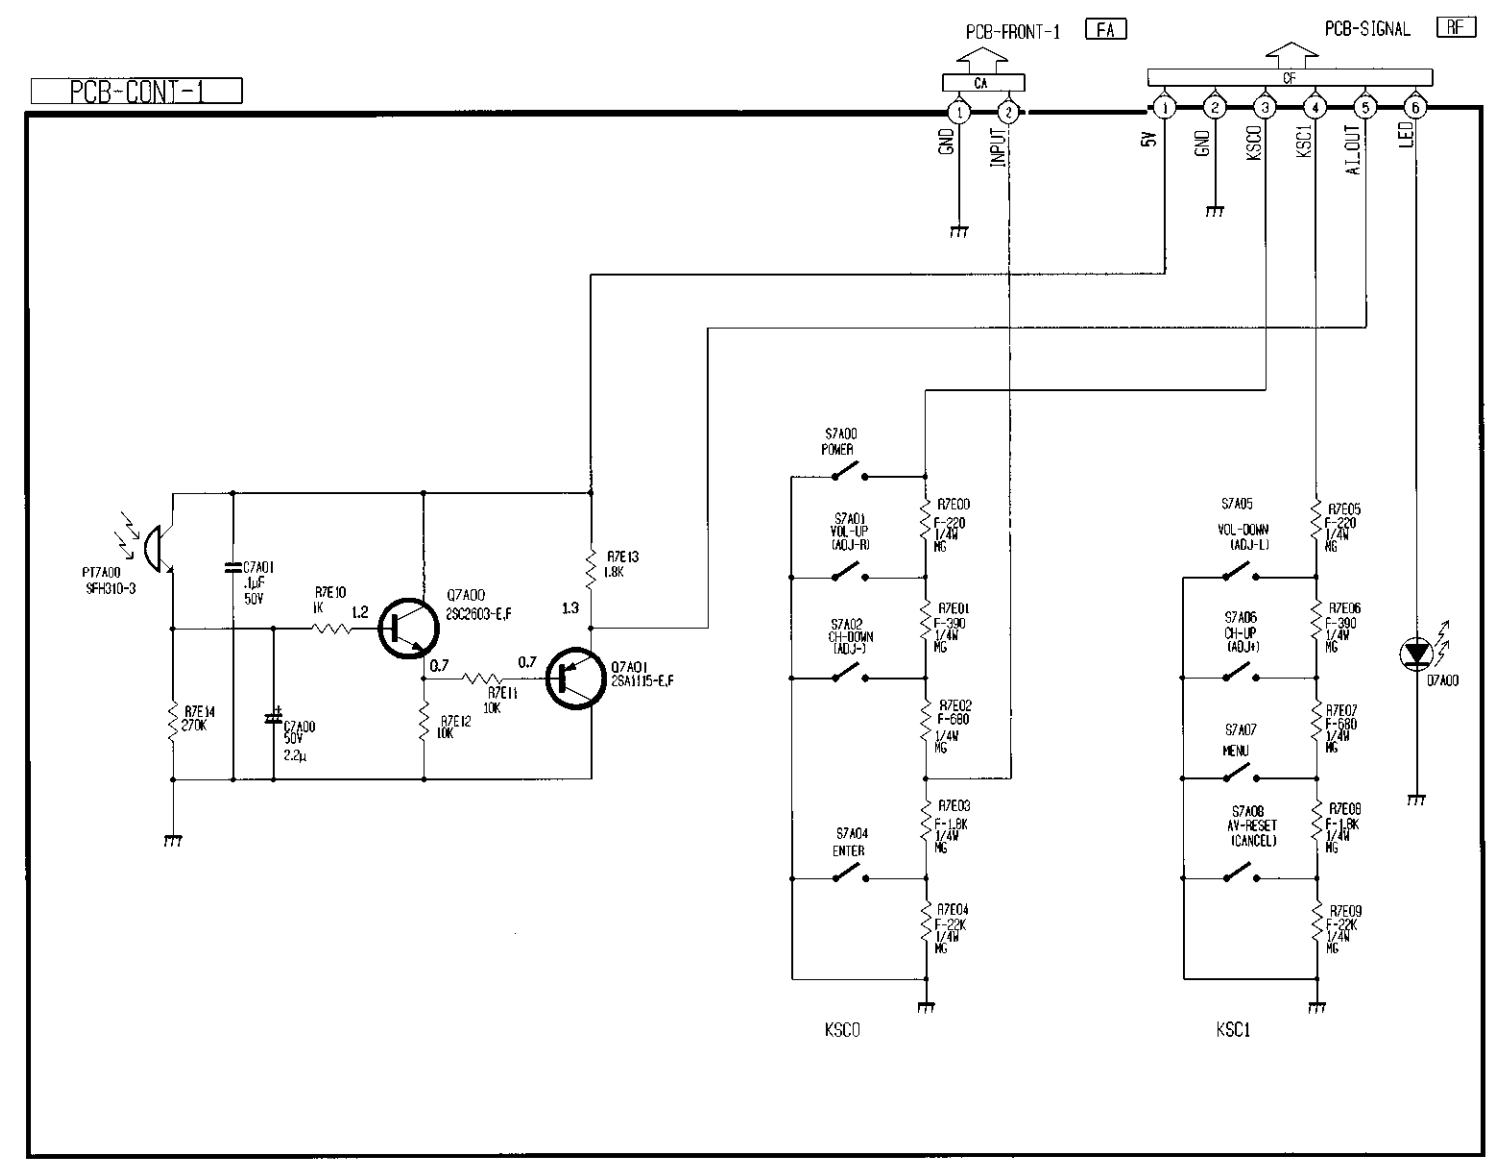 PCB-FRONT-1 FA
PCB-SIGNAL RF
PCB-CONT-1
CA
CF
1 2
1 2 3 4 5 6
GND
INPUT
5V
GND
KSC0
KSC1
AI.OUT
LED
S7A00
POWER
R7E00
F-220
1/4W
MG
S7A01
VOL-UP
(ADJ-R)
R7E01
F-390
1/4W
MG
S7A02
CH-DOWN
(ADJ-)
R7E02
F-680
1/4W
MG
R7E03
F-1.8K
1/4W
MG
S7A04
ENTER
R7E04
F-22K
1/4W
MG
KSC0
S7A05
VOL-DOWN
(ADJ-L)
R7E05
F-220
1/4W
MG
S7A06
CH-UP
(ADJ+)
R7E06
F-390
1/4W
MG
S7A07
MENU
R7E07
F-680
1/4W
MG
S7A08
AV-RESET
(CANCEL)
R7E08
F-1.8K
1/4W
MG
R7E09
F-22K
1/4W
MG
KSC1
D7A00
PT7A00
SFH310-3
C7A01
.1µF
50V
R7E10
1K
1.2
Q7A00
2SC2603-E,F
R7E13
1.8K
1.3
0.7
0.7
R7E11
10K
Q7A01
2SA1115-E,F
R7E14
270K
+
C7A00
50V
2.2µ
R7E12
10K